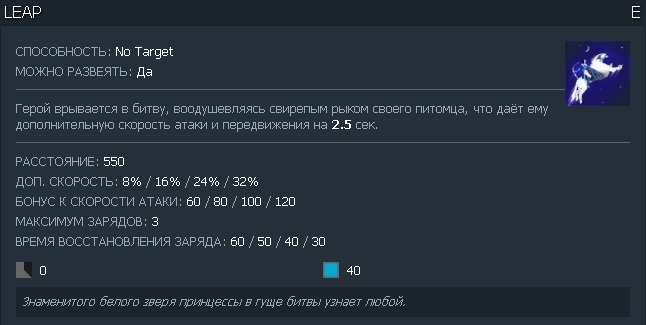 LEAP E
СПОСОБНОСТЬ: No Target
МОЖНО РАЗВЕЯТЬ: Да
Герой врывается в битву, воодушевляясь свирепым рыком своего питомца, что даёт ему
дополнительную скорость атаки и передвижения на 2.5 сек.
РАССТОЯНИЕ: 550
ДОП. СКОРОСТЬ: 8% / 16% / 24% / 32%
БОНУС К СКОРОСТИ АТАКИ: 60 / 80 / 100 / 120
МАКСИМУМ ЗАРЯДОВ: 3
ВРЕМЯ ВОССТАНОВЛЕНИЯ ЗАРЯДА: 60 / 50 / 40 / 30
0 40
Знаменитого белого зверя принцессы в гуще битвы узнает любой.